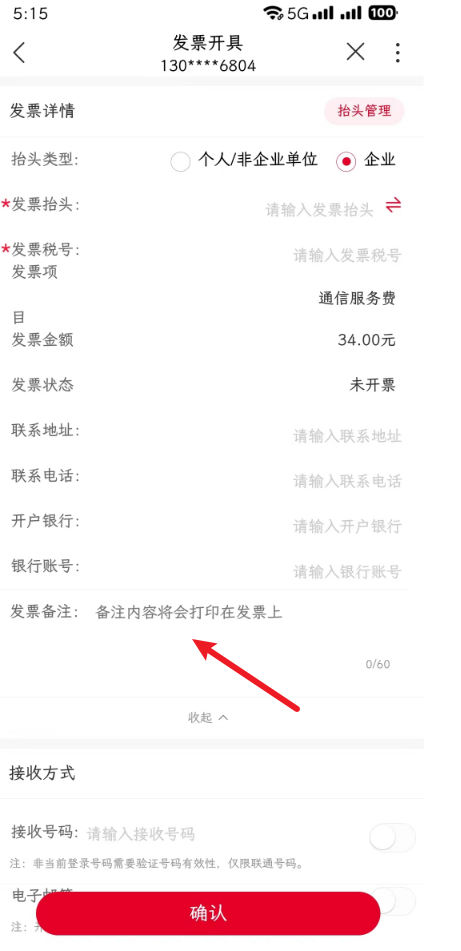 5:15 5G 100
发票开具
130****6804
发票详情 抬头管理
抬头类型: 个人/非企业单位 企业
*发票抬头: 请输入发票抬头
*发票税号: 请输入发票税号
发票项
目 通信服务费
发票金额 34.00元
发票状态 未开票
联系地址: 请输入联系地址
联系电话: 请输入联系电话
开户银行: 请输入开户银行
银行账号: 请输入银行账号
发票备注: 备注内容将会打印在发票上
0/60
收起
接收方式
接收号码: 请输入接收号码
注: 非当前登录号码需要验证号码有效性, 仅限联通号码。
电子
确认
注: